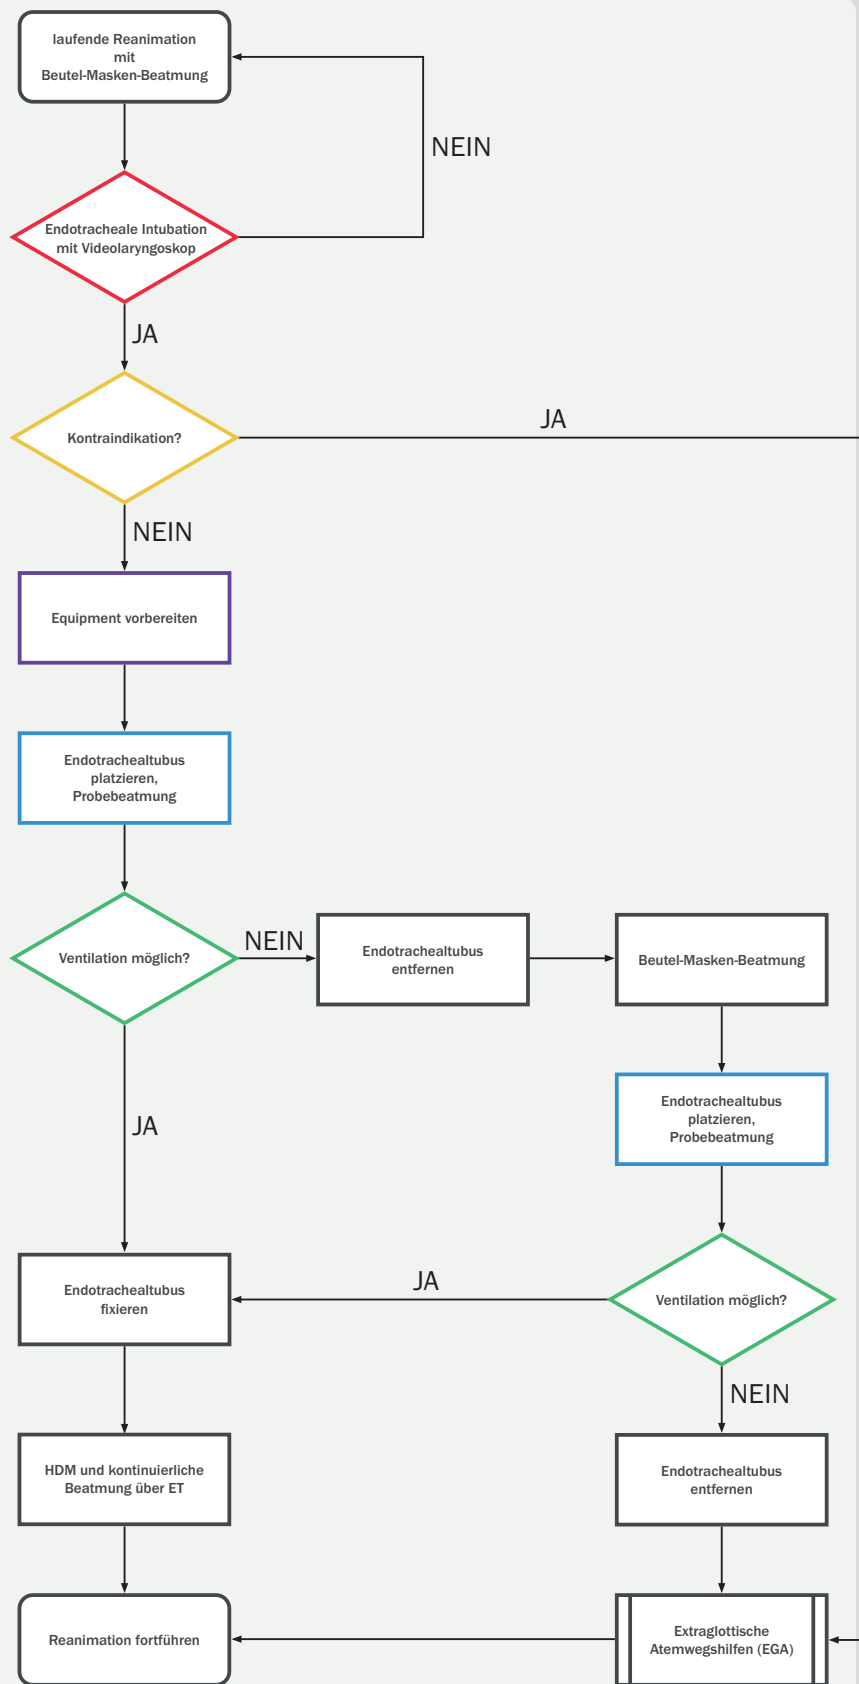 laufende Reanimation
mit
Beutel-Masken-Beatmung
NEIN
Endotracheale Intubation
mit Videolaryngoskop
JA
Kontraindikation?
JA
NEIN
Equipment vorbereiten
Endotrachealtubus
platzieren,
Probebeatmung
Ventilation möglich?
NEIN
Endotrachealtubus
entfernen
Beutel-Masken-Beatmung
Endotrachealtubus
platzieren,
Probebeatmung
JA
Endotrachealtubus
fixieren
JA
Ventilation möglich?
NEIN
HDM und kontinuierliche
Beatmung über ET
Endotrachealtubus
entfernen
Reanimation fortführen
Extraglottische
Atemwegshilfen (EGA)